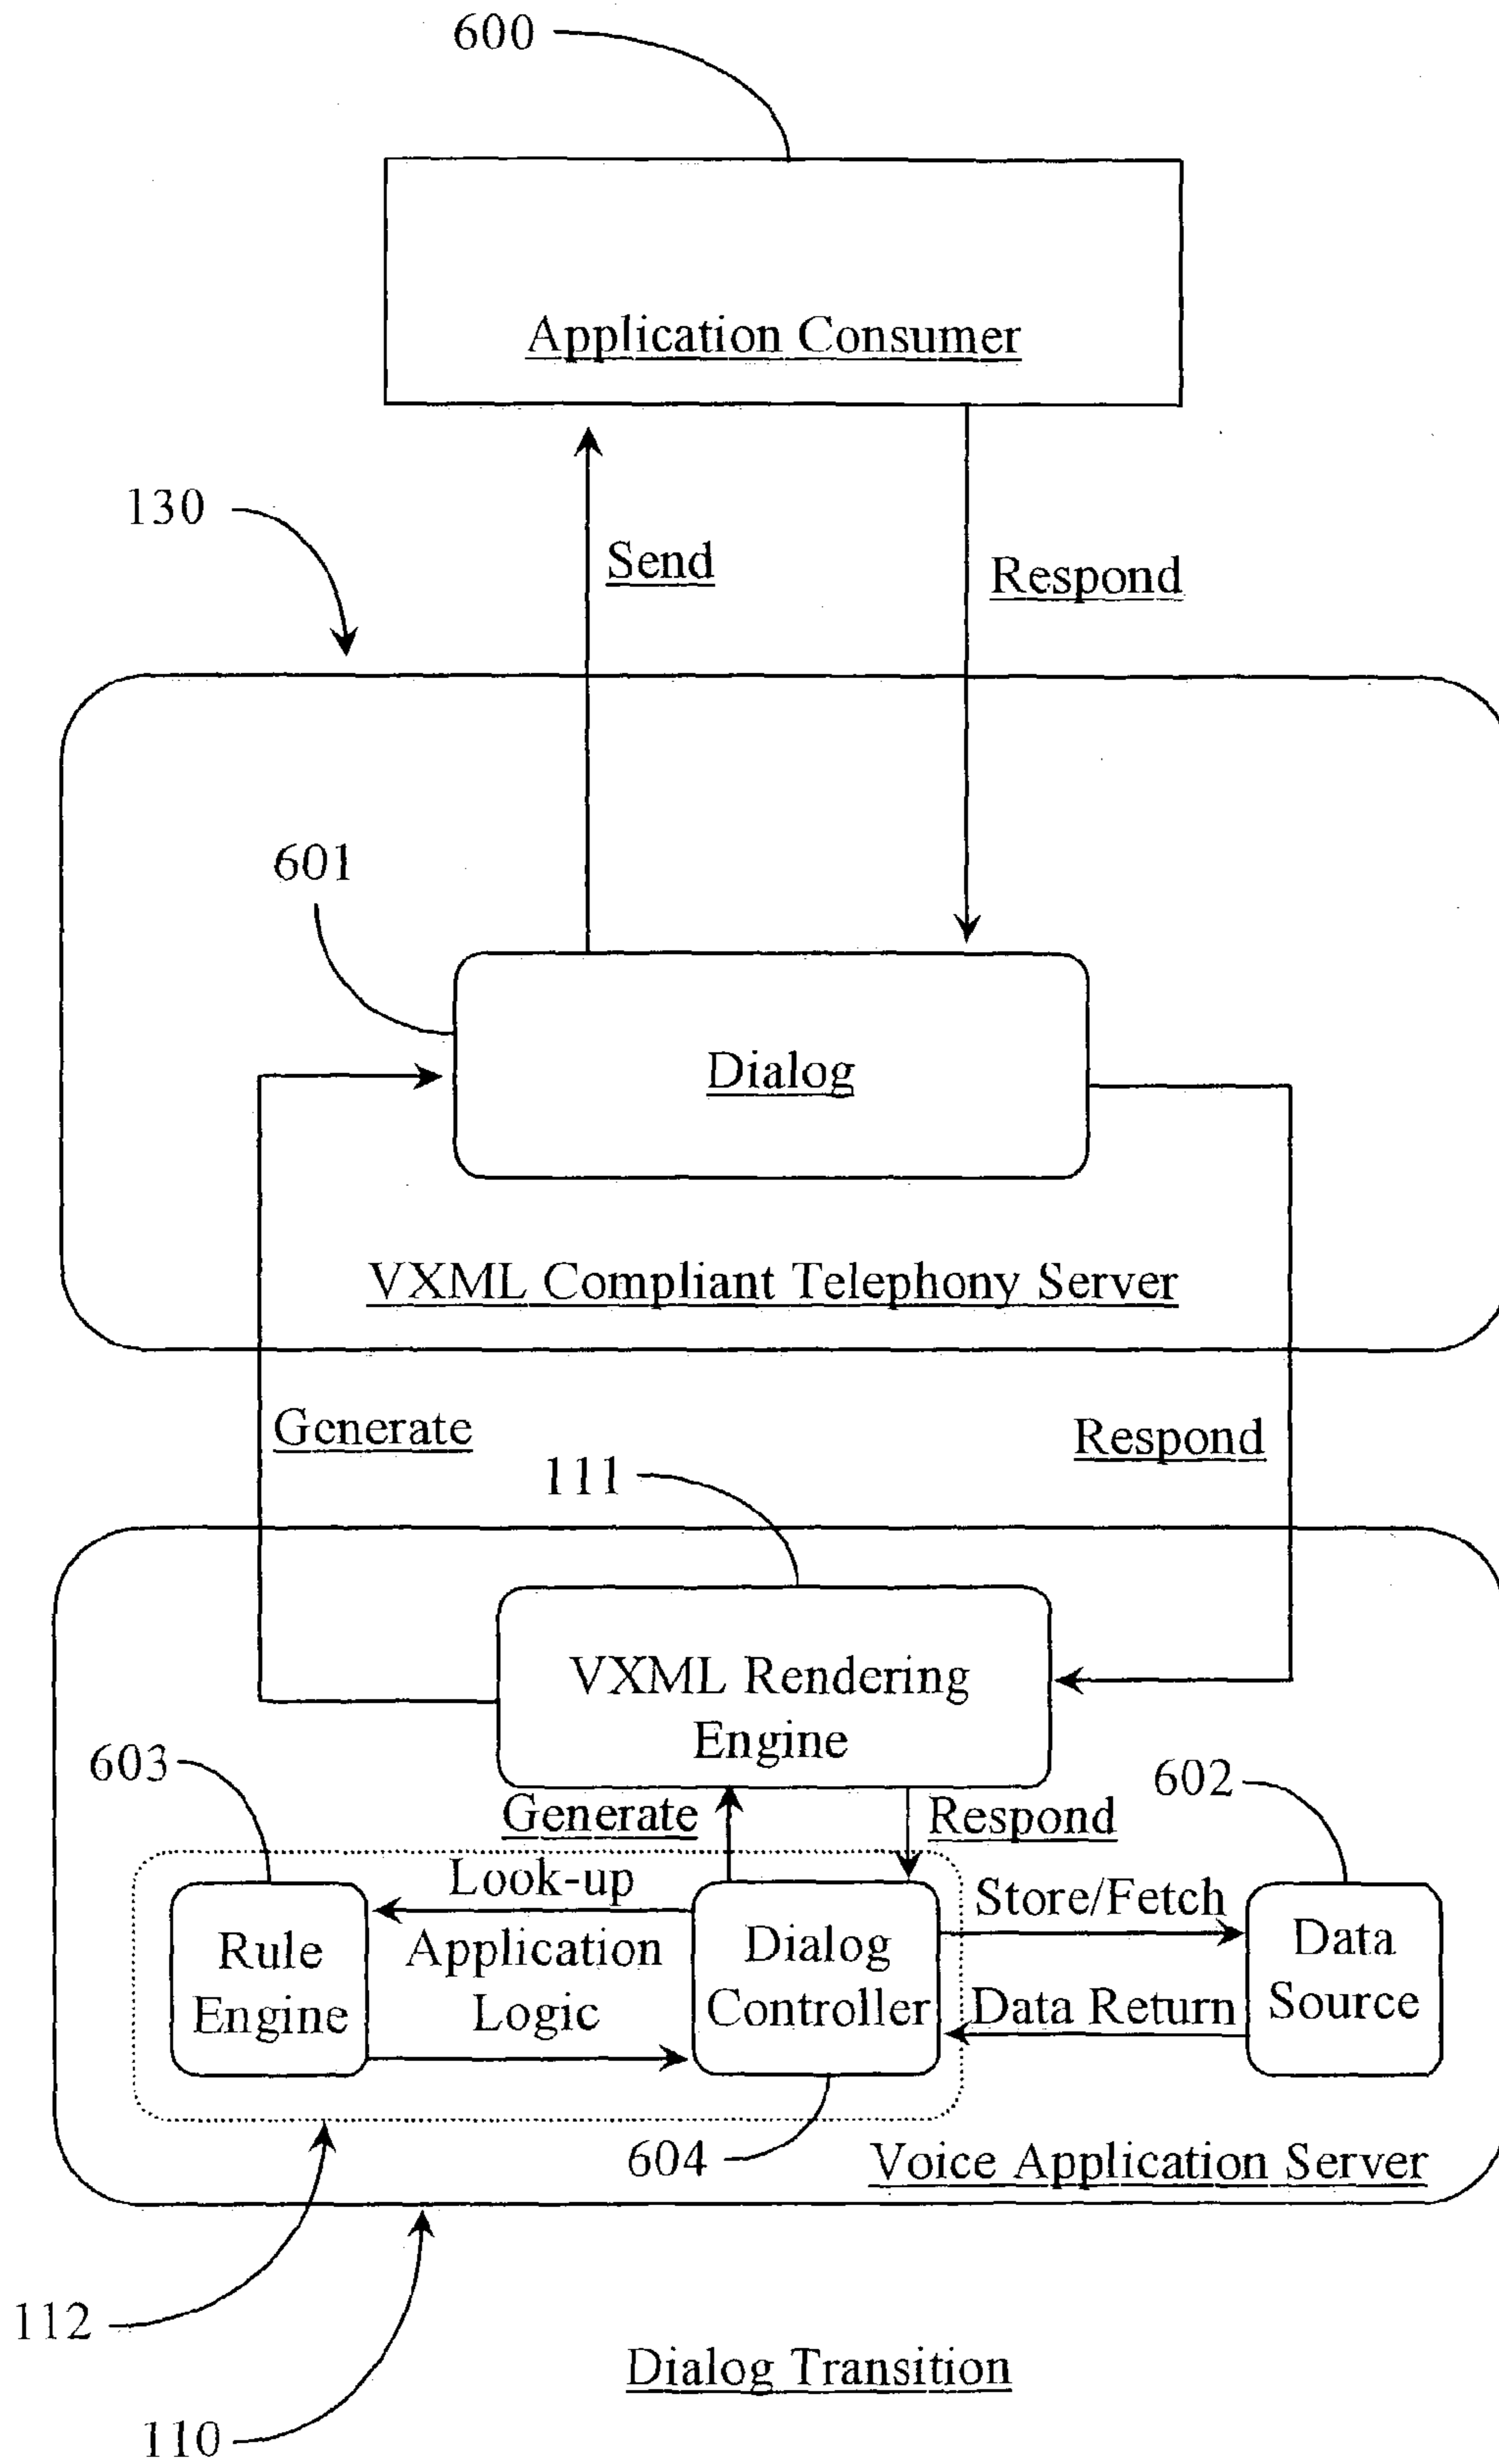 600
Application Consumer
130
Send
Respond
601
Dialog
VXML Compliant Telephony Server
Generate
Respond
111
VXML Rendering
Engine
603
602
Generate
Respond
Look-up
Store/Fetch
Rule
Engine
Application
Logic
Dialog
Controller
Data Return
Data
Source
604
Voice Application Server
112
Dialog Transition
110